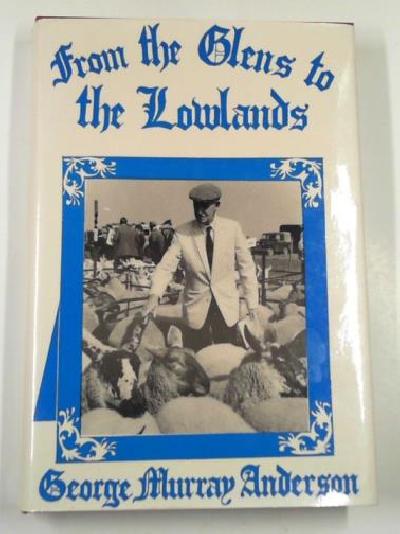 From the Glens to
the Lowlands
George Murray Anderson